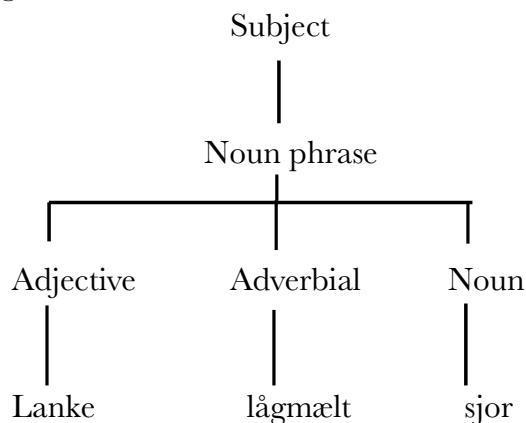 Subject
Noun phrase
Adjective Adverbial Noun
Lanke lågmælt sjor